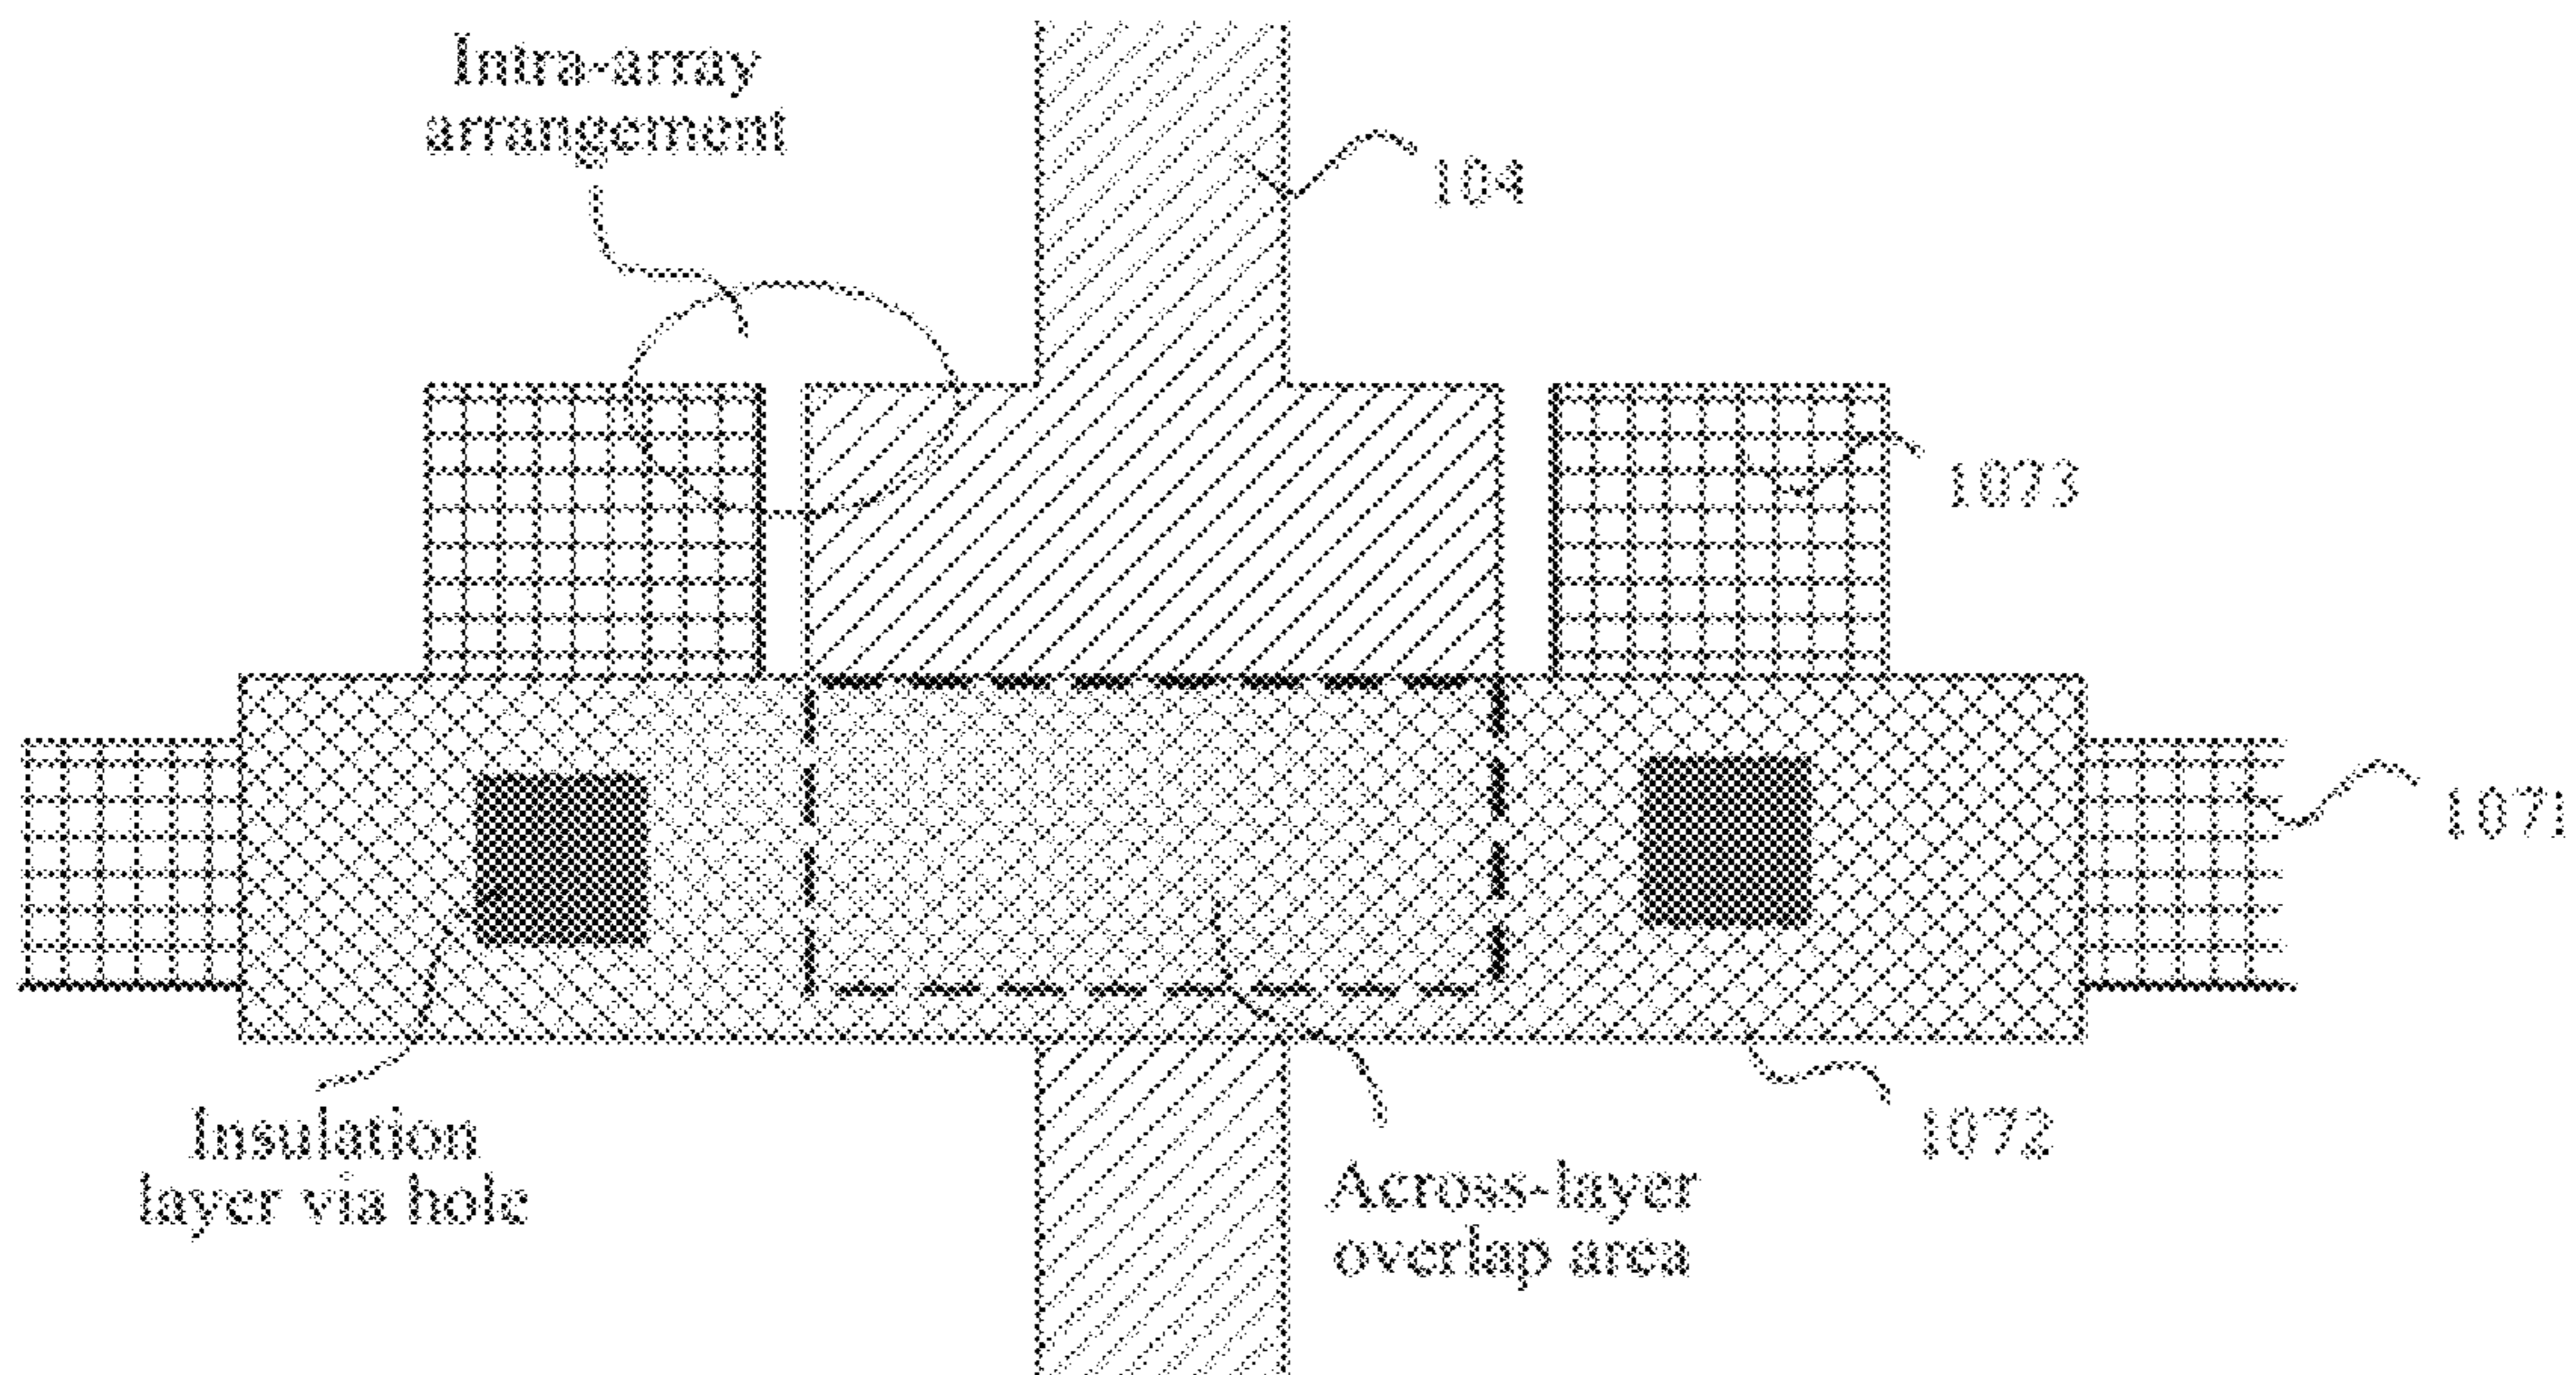 Intra-array
arrangement
104
1073
1071
1072
Insulation
layer via hole
Across-layer
overlap area